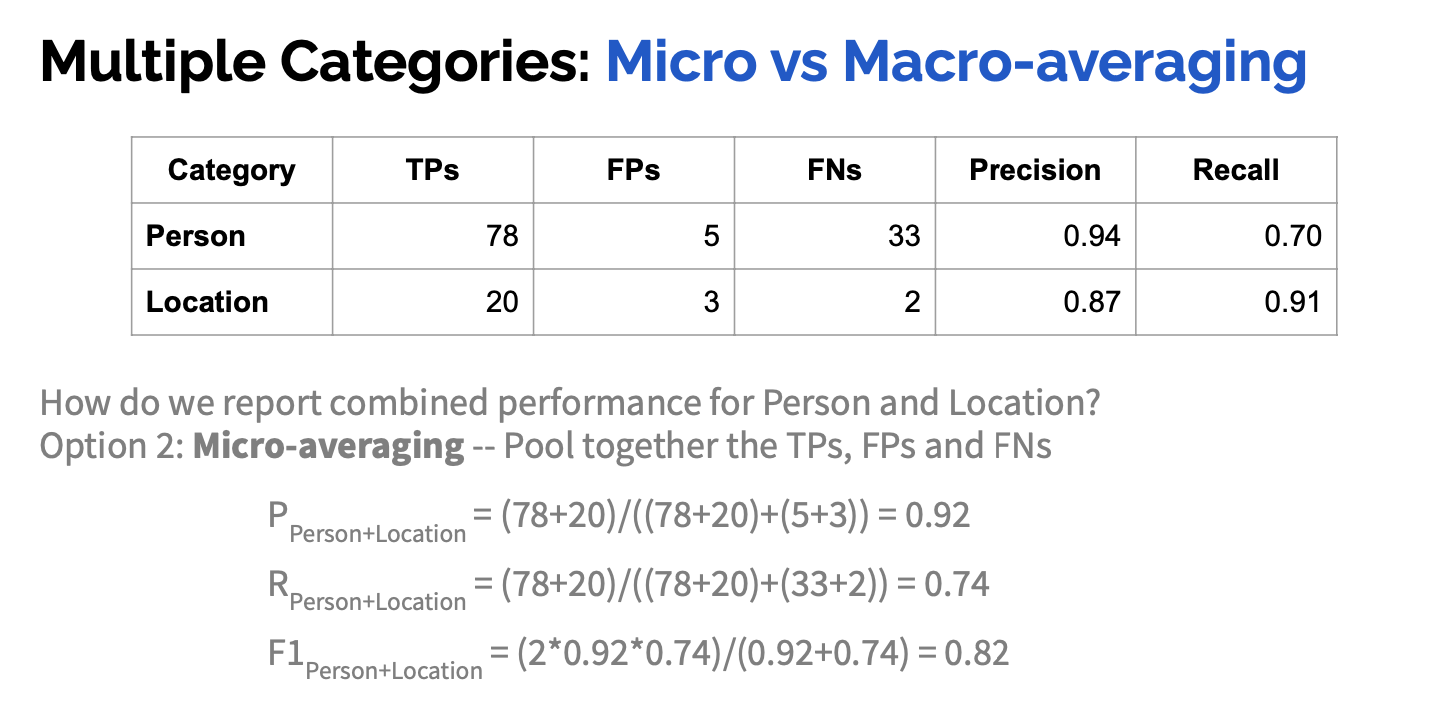 Multiple Categories: Micro vs Macro-averaging
Category TPs FPs FNs Precision Recall
Person 78 5 33 0.94 0.70
Location 20 3 2 0.87 0.91
How do we report combined performance for Person and Location?
Option 2: Micro-averaging -- Pool together the TPs, FPs and FNs
P Person+Location = (78+20)/((78+20)+(5+3)) = 0.92
R Person+Location = (78+20)/((78+20)+(33+2)) = 0.74
F1 Person+Location = (2*0.92*0.74)/(0.92+0.74) = 0.82